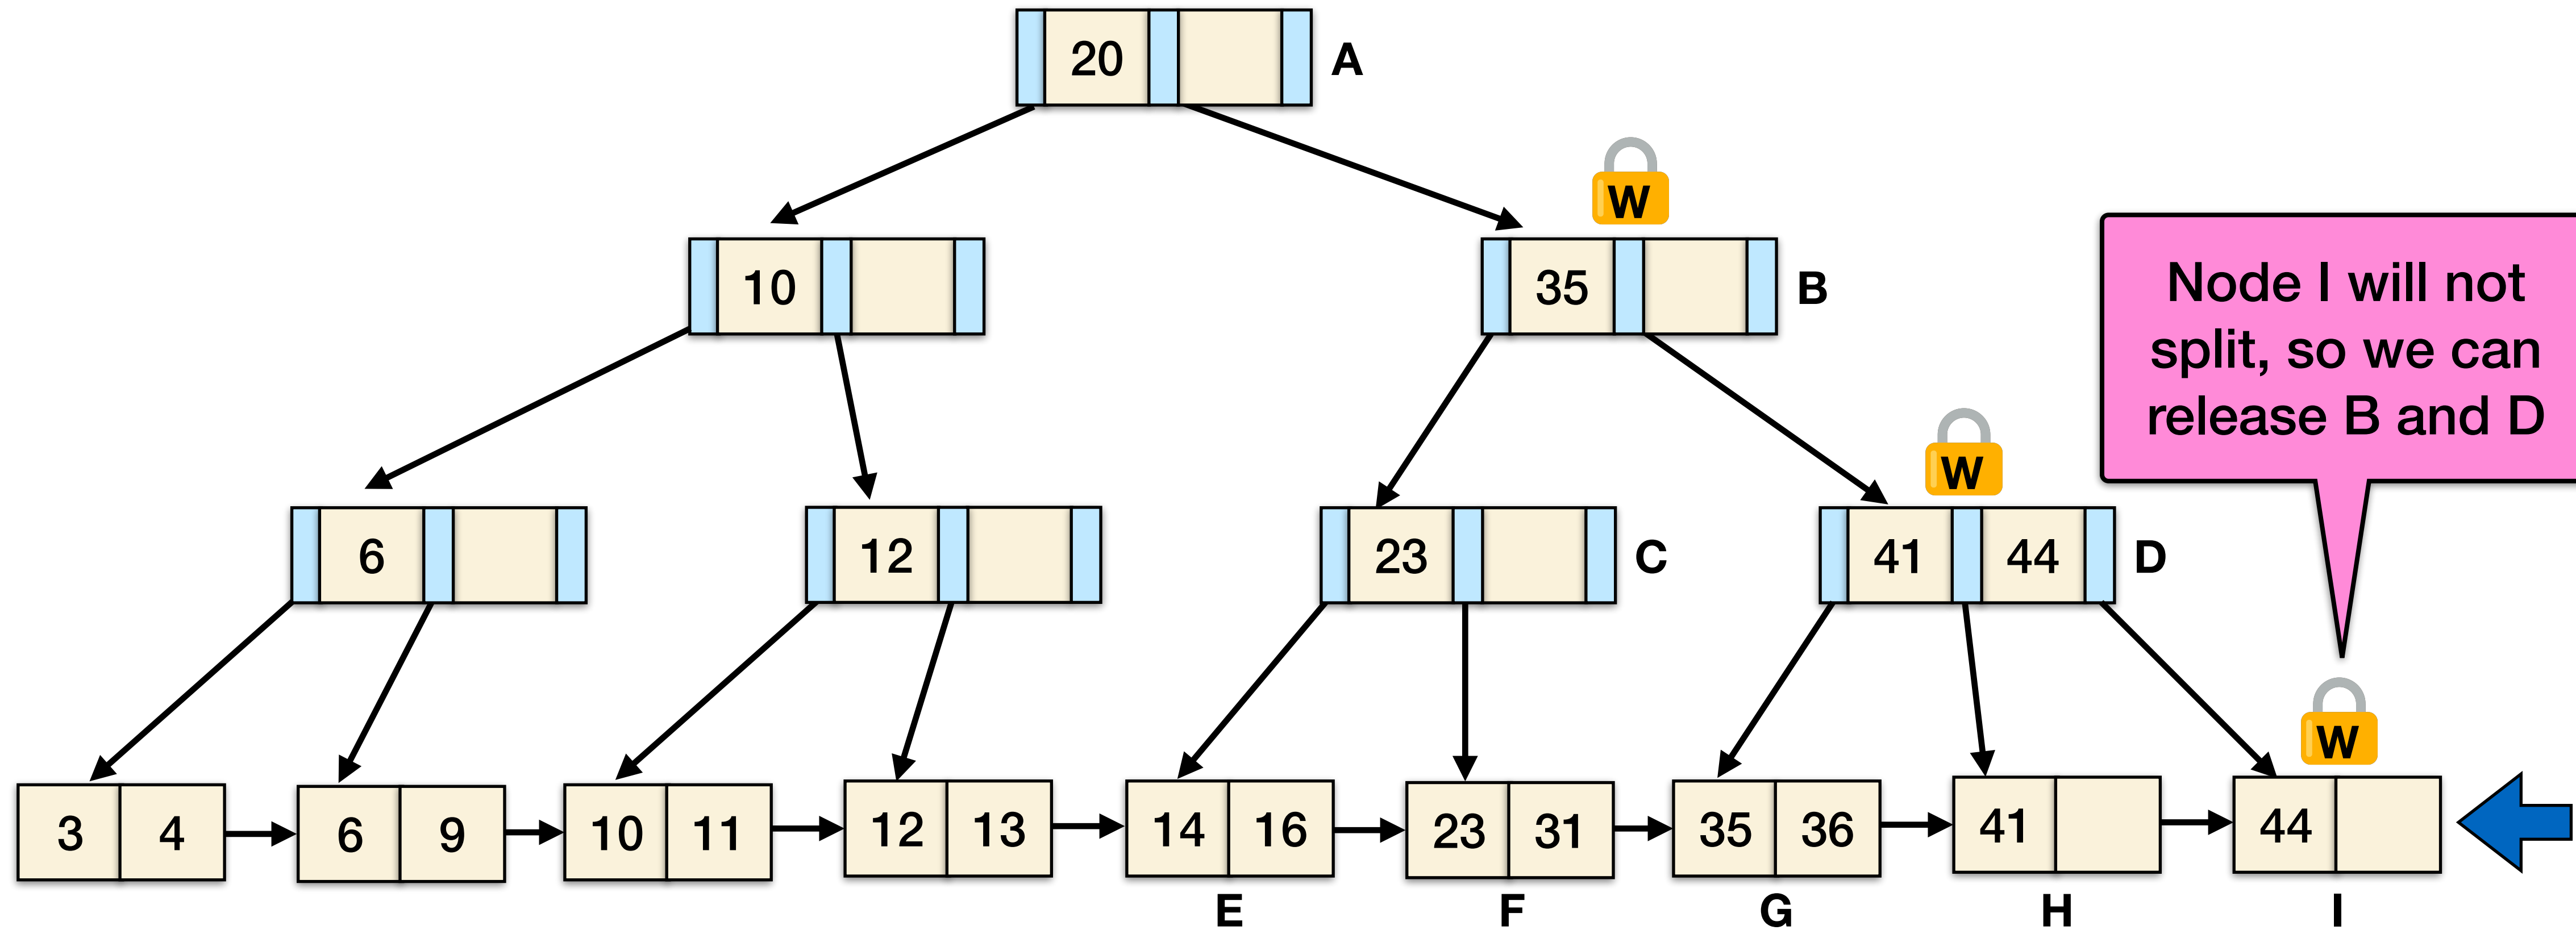 20
A
W
10
35
B
Node I will not
split, so we can
release B and D
W
6
12
23
C
41 44
D
W
3 4
6 9
10 11
12 13
14 16
23 31
35 36
41
44
E
F
G
H
I